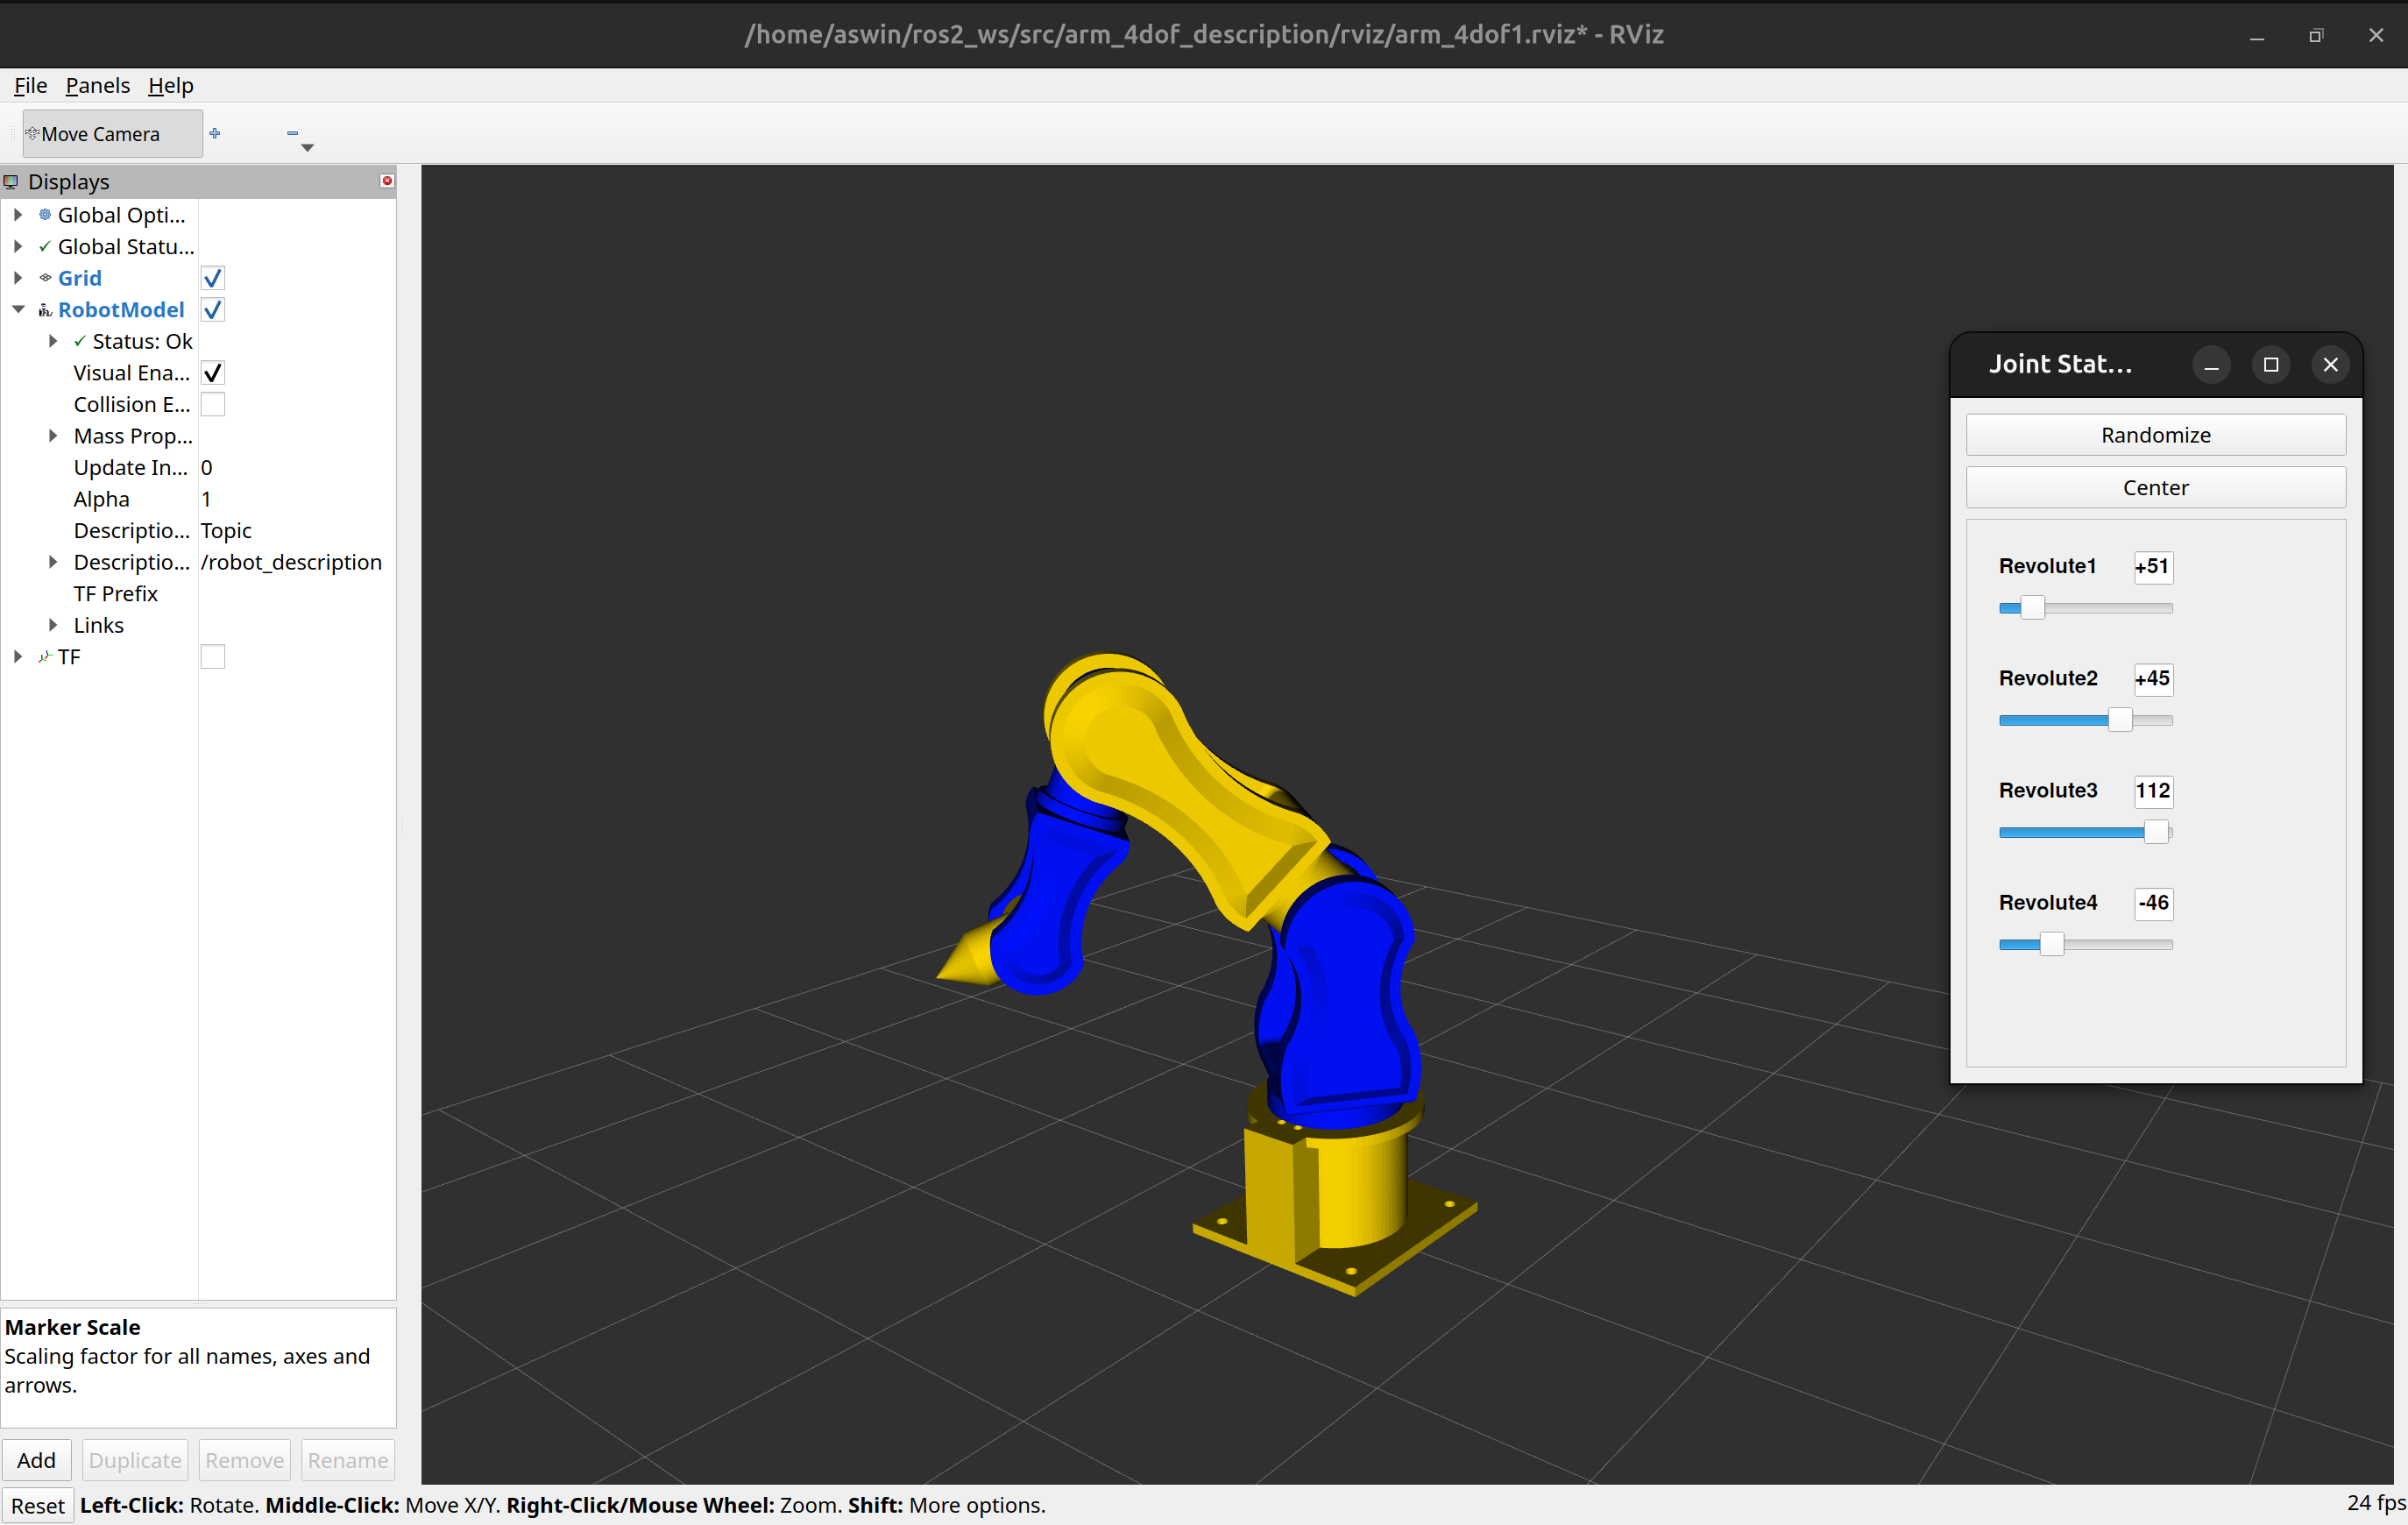 /home/aswin/ros2_ws/src/arm_4dof_description/rviz/arm_4dof1.rviz* - RViz
File Panels Help
Move Camera
Displays
Global Opti...
Global Statu...
Grid
RobotModel
Status: Ok
Visual Ena...
Collision E...
Mass Prop...
Update In... 0
Alpha 1
Descriptio... Topic
Descriptio... /robot_description
TF Prefix
Links
TF
Marker Scale
Scaling factor for all names, axes and
arrows.
Add Duplicate Remove Rename
Reset Left-Click: Rotate. Middle-Click: Move X/Y. Right-Click/Mouse Wheel: Zoom. Shift: More options.
24 fps
Joint Stat...
Randomize
Center
Revolute1 +51
Revolute2 +45
Revolute3 112
Revolute4 -46